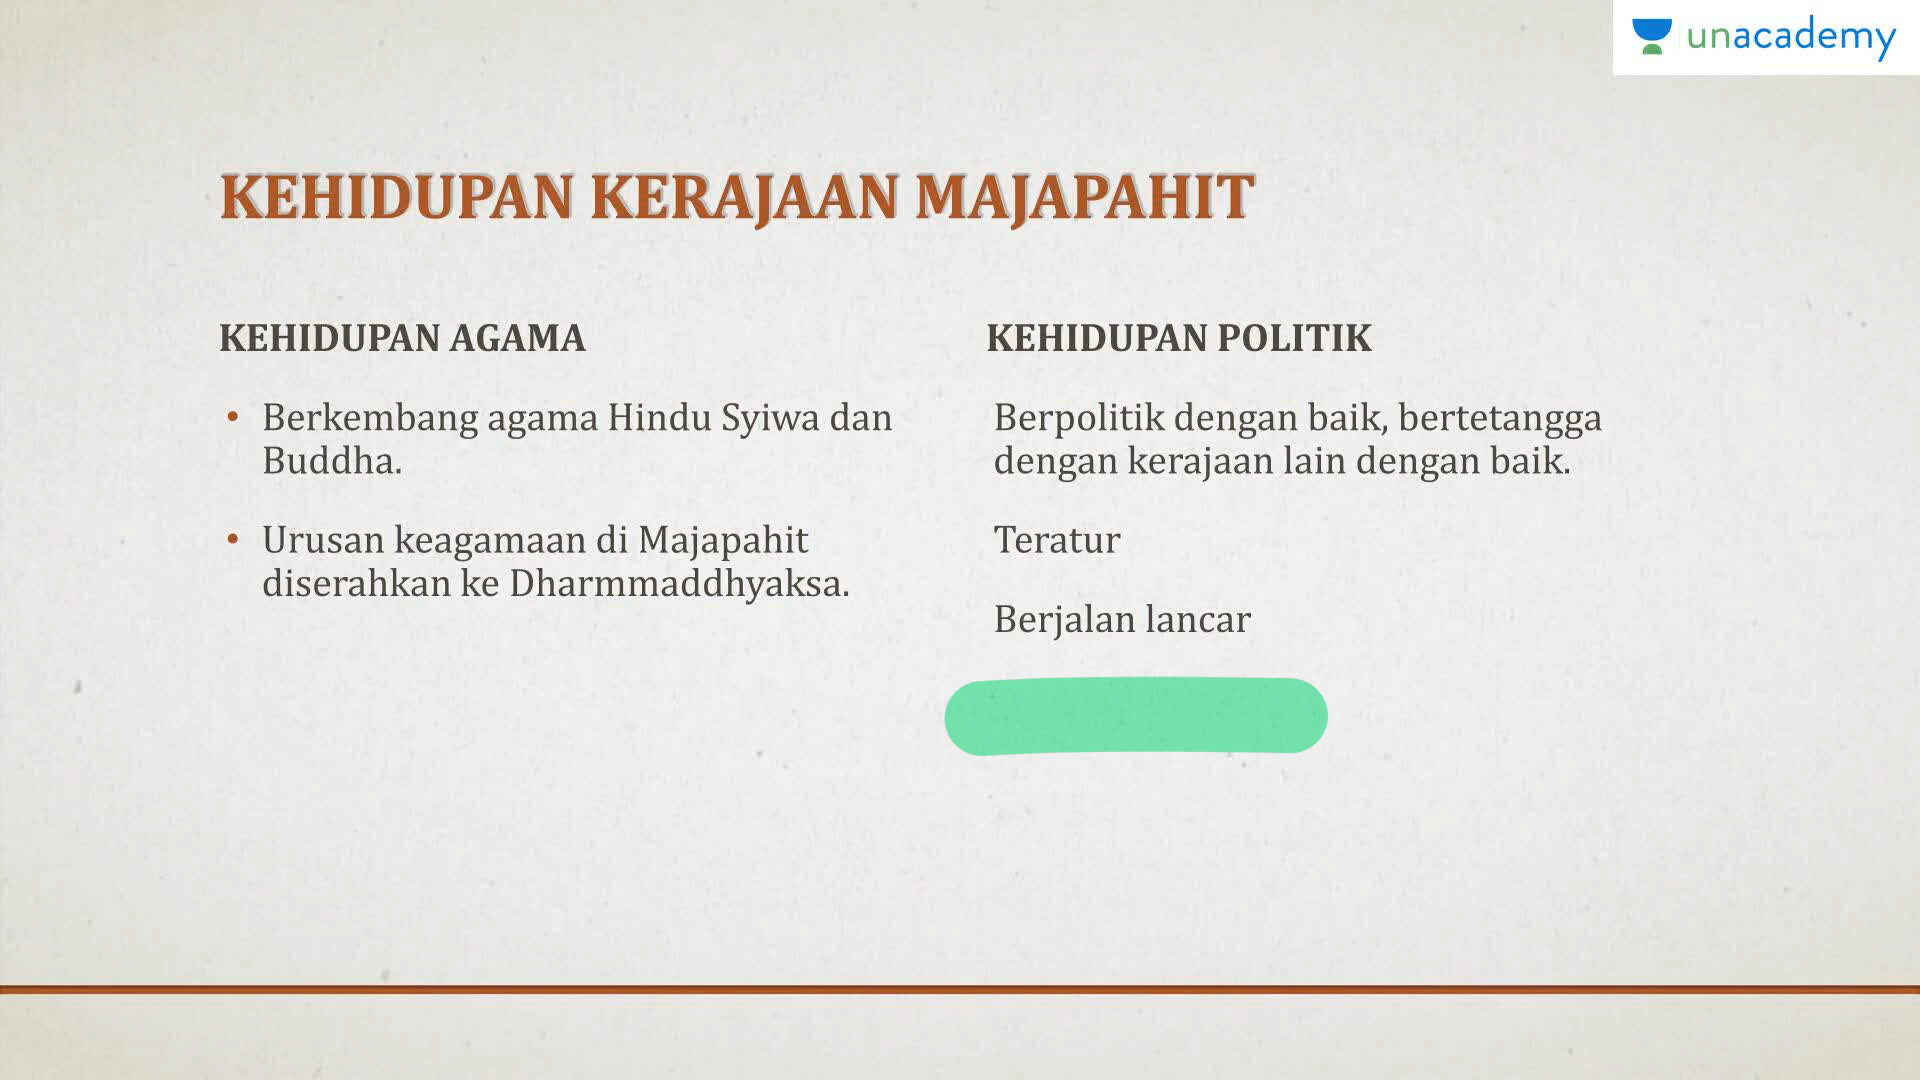 unacademy
KEHIDUPAN KERAJAAN MAJAPAHIT
KEHIDUPAN AGAMA
• Berkembang agama Hindu Syiwa dan
Buddha.
• Urusan keagamaan di Majapahit
diserahkan ke Dharmmaddhyaksa.
KEHIDUPAN POLITIK
Berpolitik dengan baik, bertetangga
dengan kerajaan lain dengan baik.
Teratur
Berjalan lancar